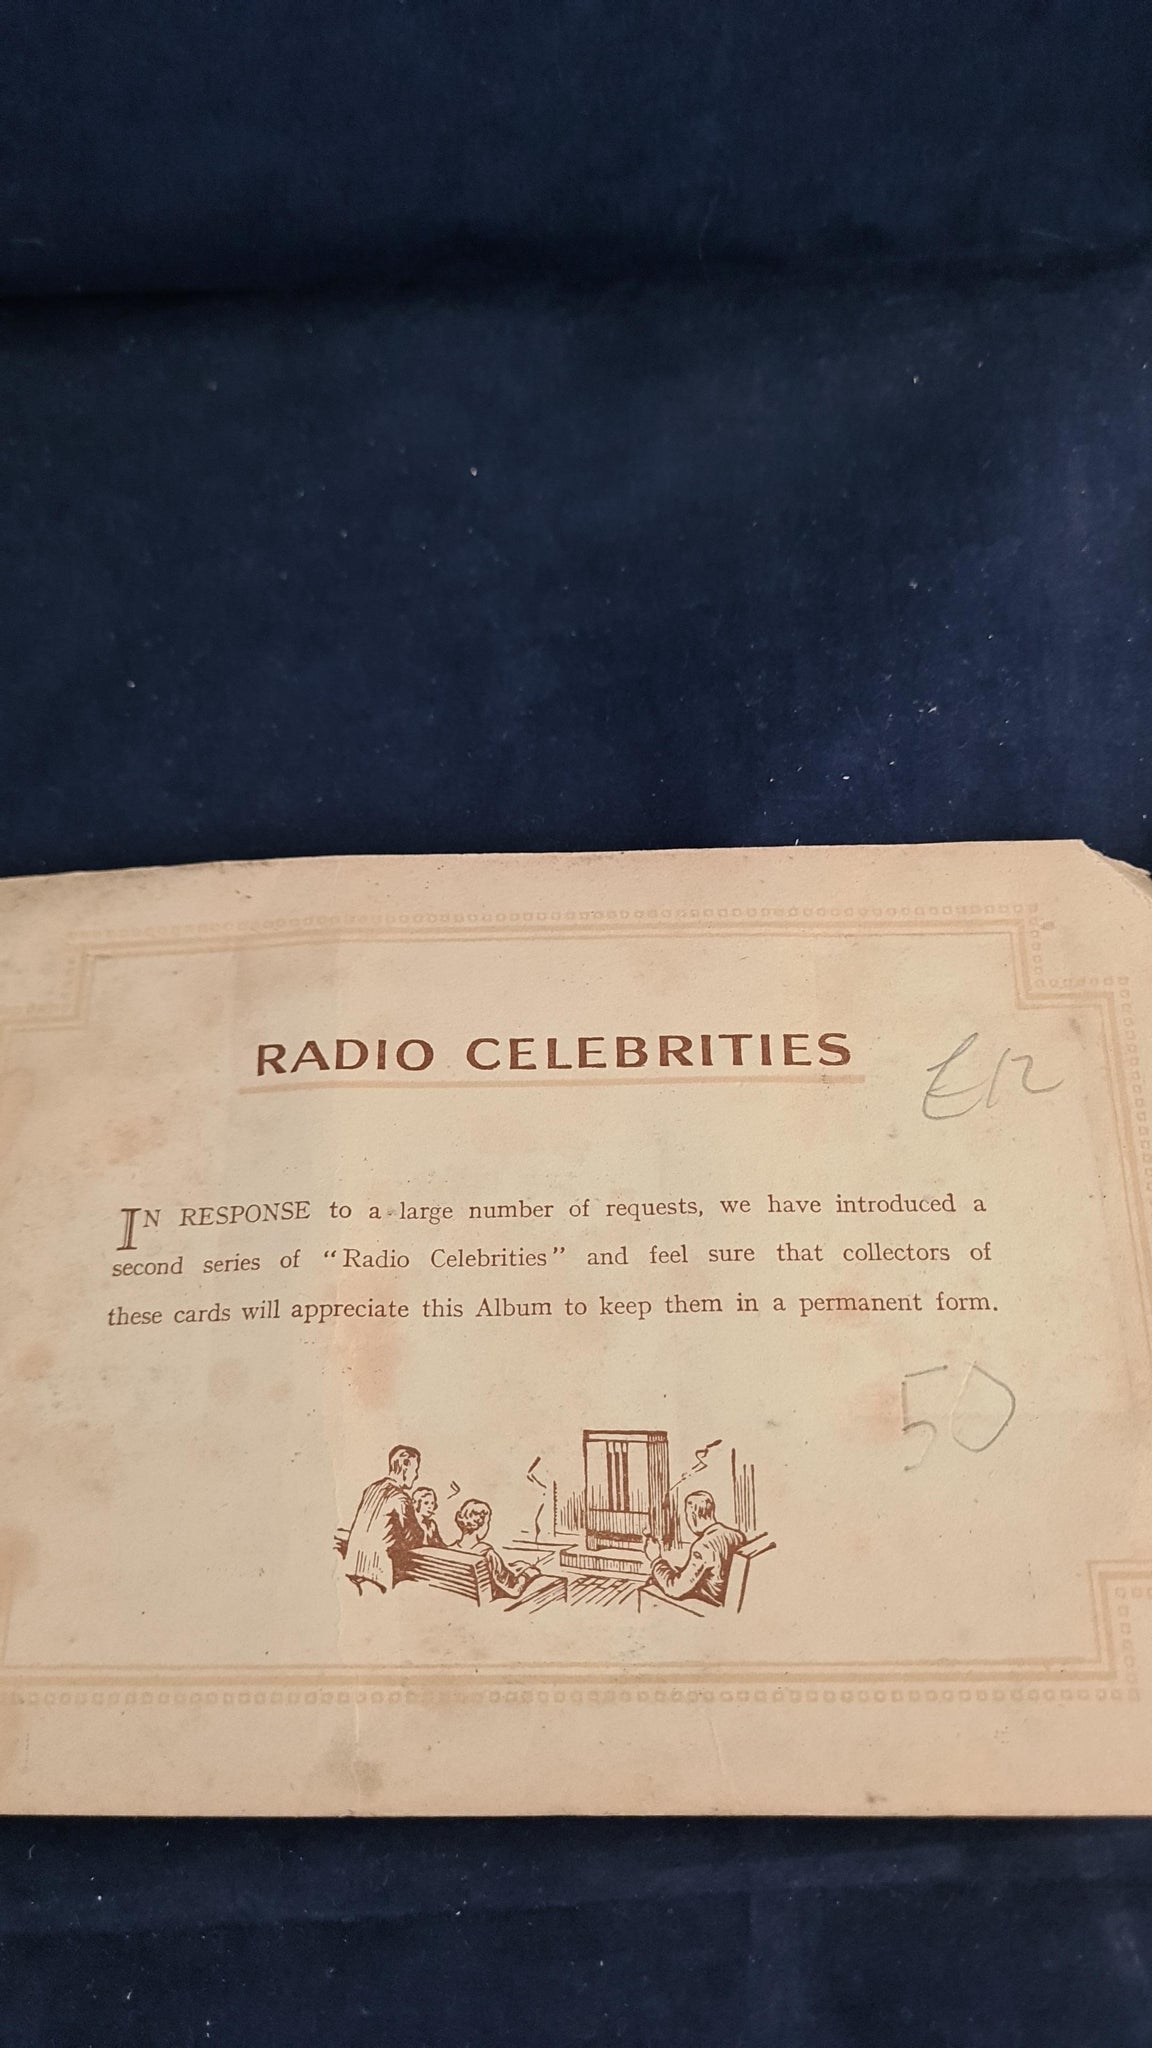 RADIO CELEBRITIES
£12
IN RESPONSE to a large number of requests, we have introduced a
second series of "Radio Celebrities" and feel sure that collectors of
these cards will appreciate this Album to keep them in a permanent form.
50